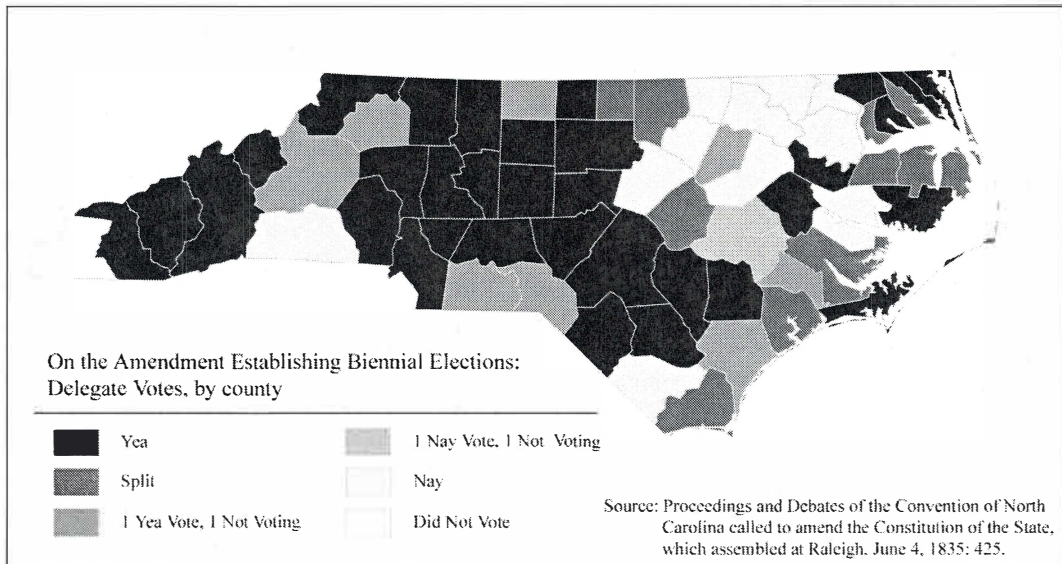 On the Amendment Establishing Biennial Elections:
Delegate Votes, by county
Yea
Split
1 Yea Vote, 1 Not Voting
1 Nay Vote, 1 Not Voting
Nay
Did Not Vote
Source: Proceedings and Debates of the Convention of North
Carolina called to amend the Constitution of the State,
which assembled at Raleigh, June 4, 1835: 425.